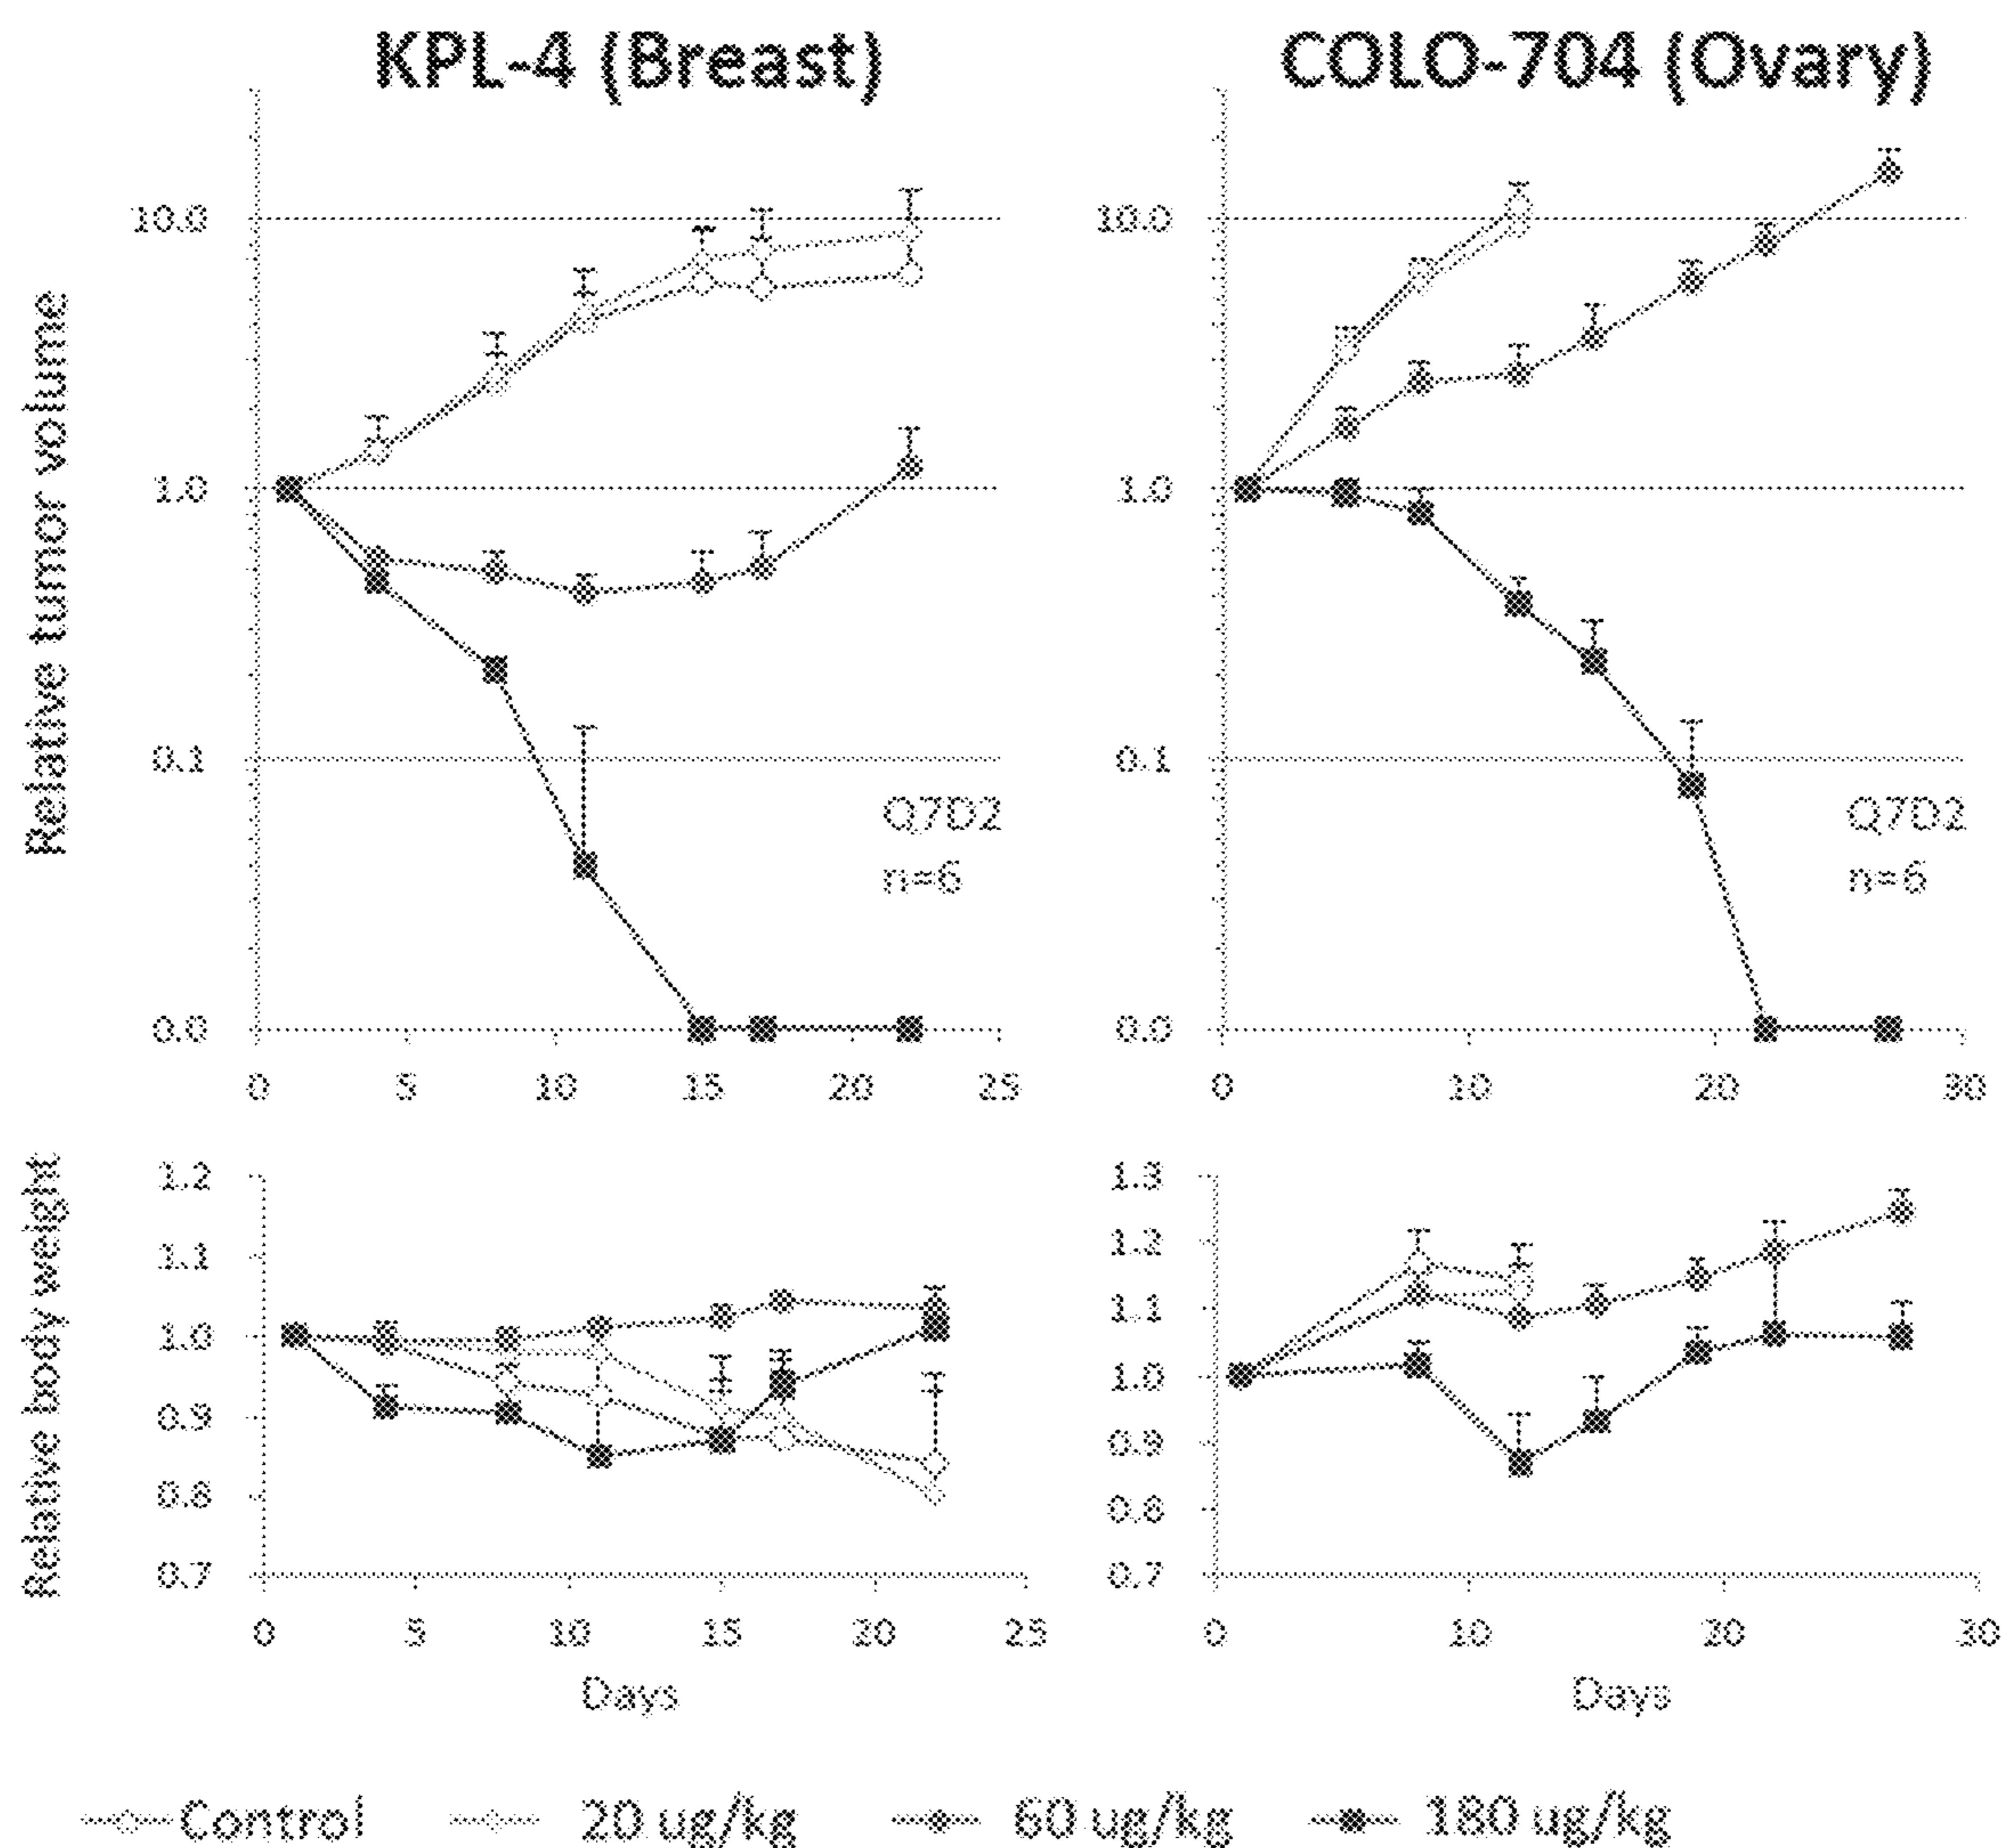 KPL-4 (Breast)
COLO-704 (Ovary)
Relative tumor volume
10.0
1.0
0.1
0.0
Q7D2
n=6
0 5 10 15 20 25
10.0
1.0
0.1
0.0
Q7D2
n=6
0 10 20 30
Relative body weight
1.2
1.1
1.0
0.9
0.8
0.7
0 5 10 15 20 25
Days
1.3
1.2
1.1
1.0
0.9
0.8
0.7
0 10 20 30
Days
Control 20 ug/kg 60 ug/kg 180 ug/kg